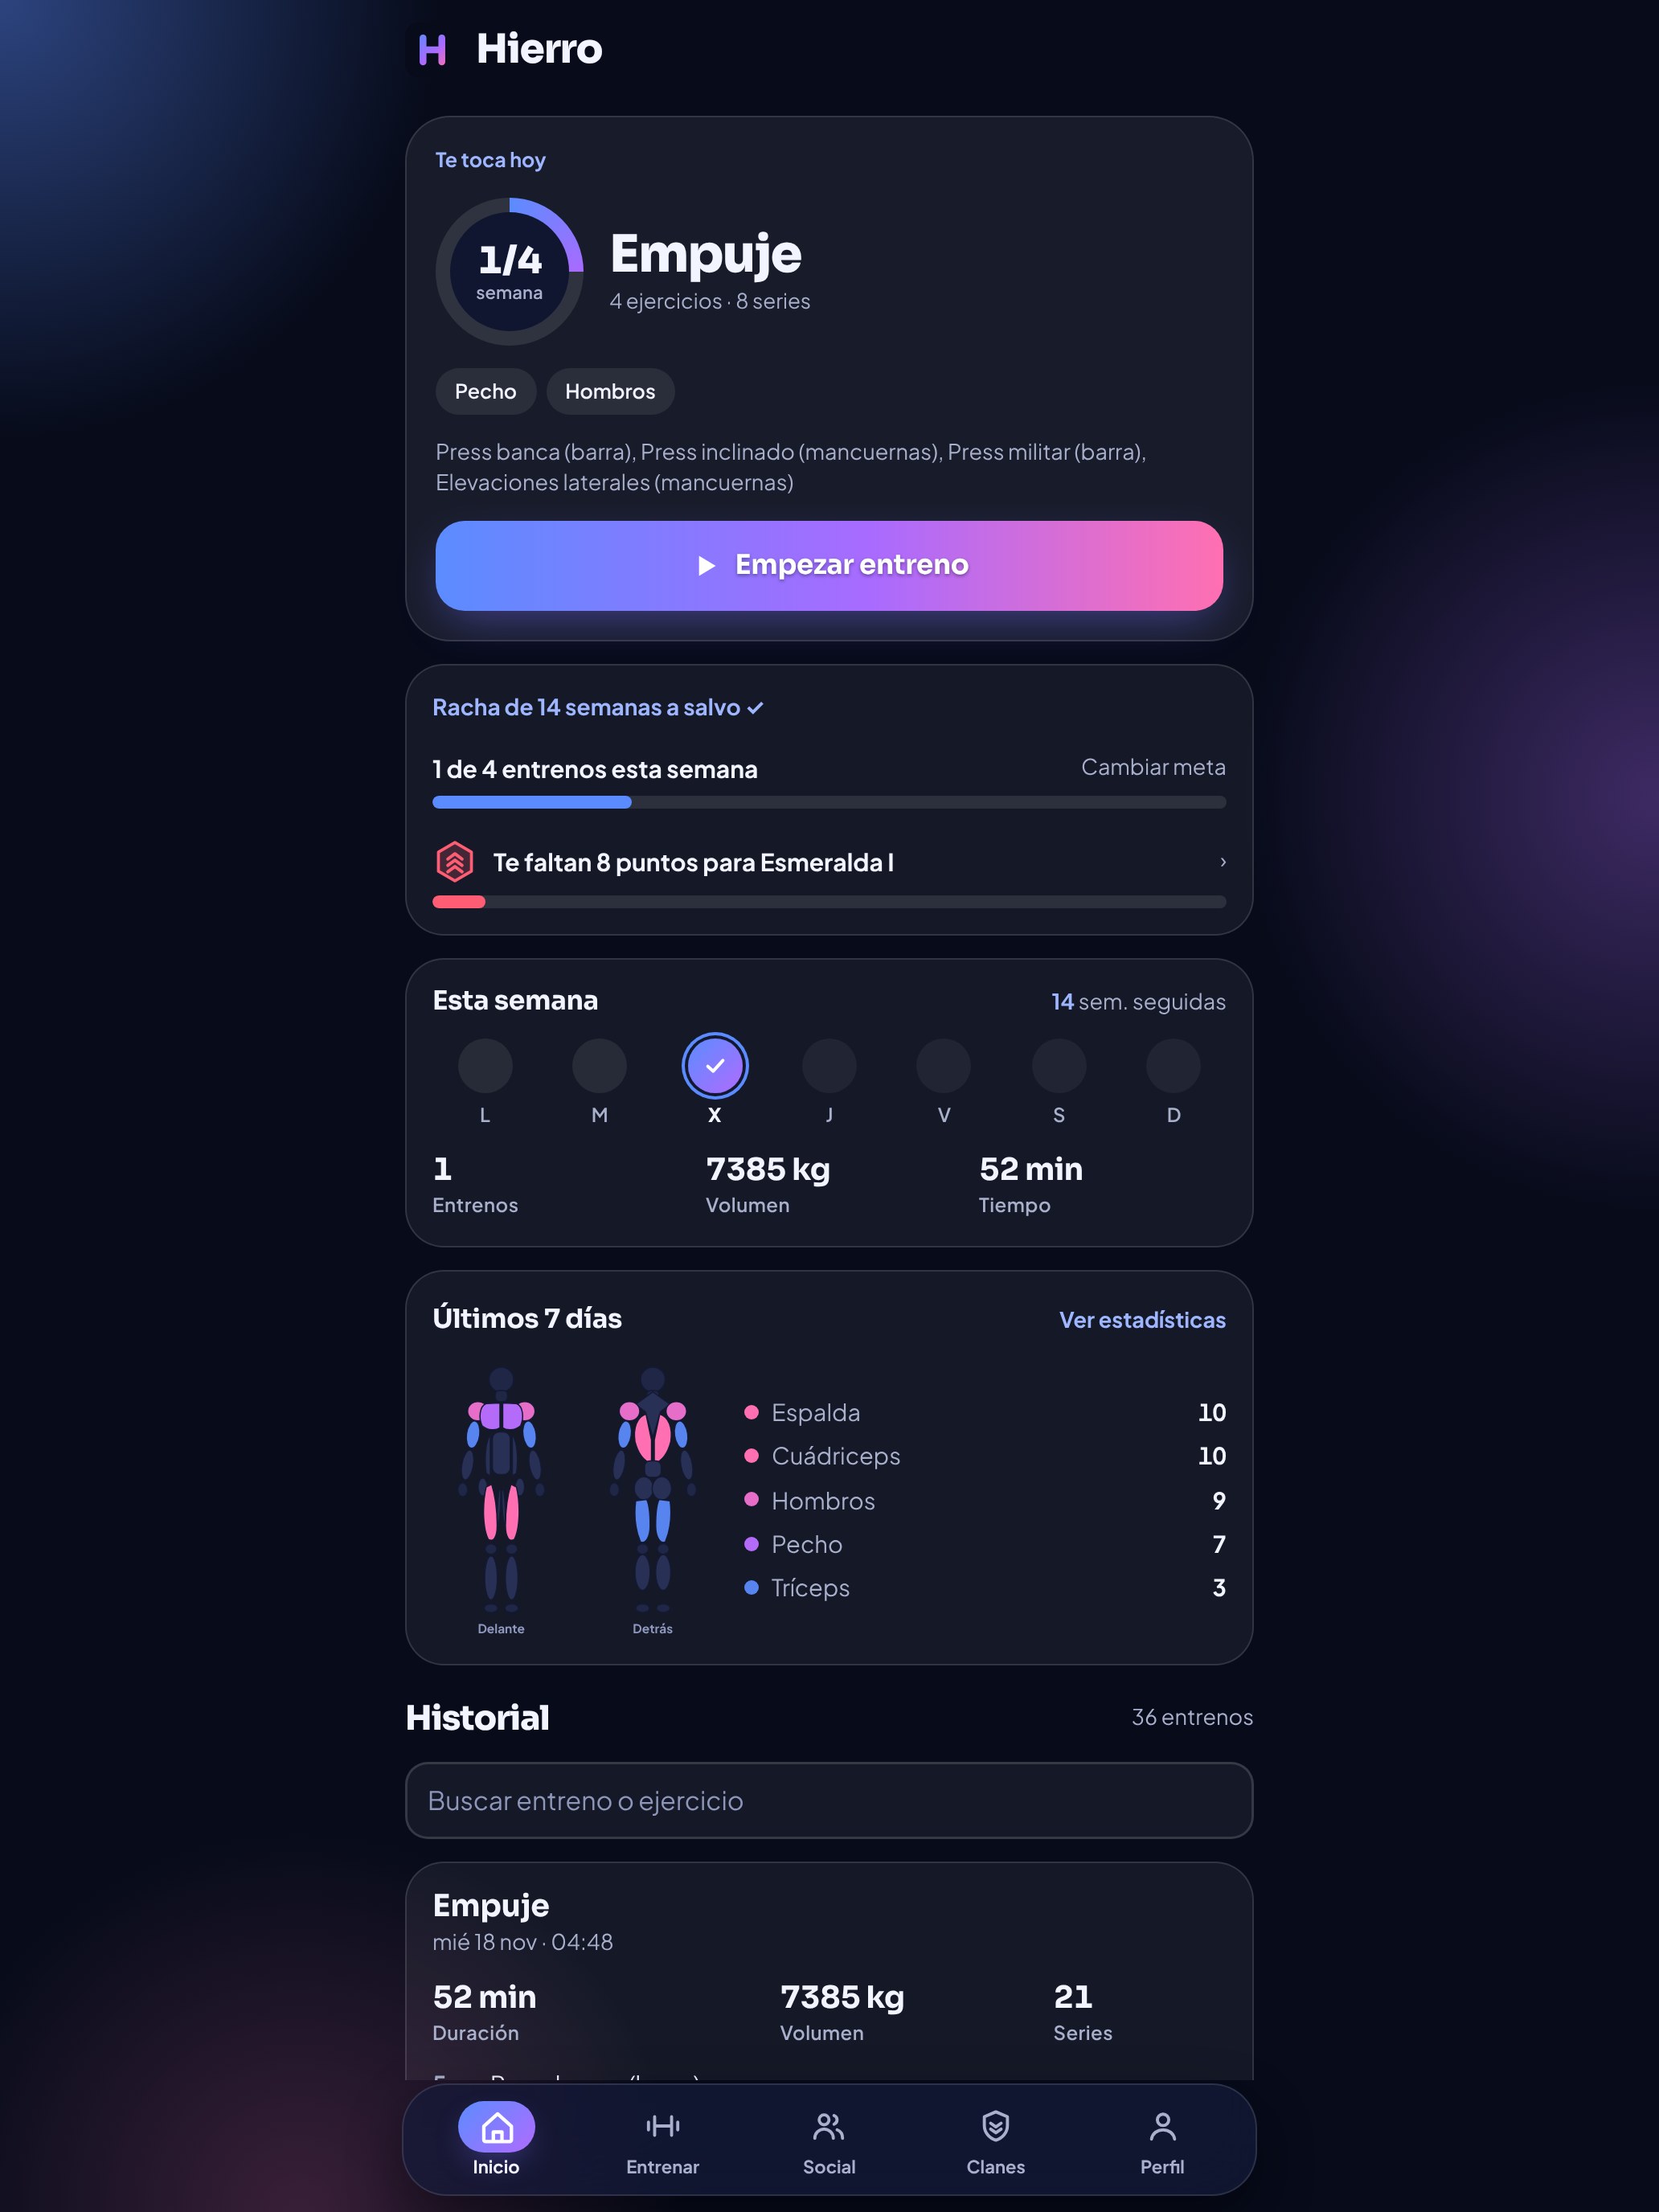 H Hierro
Te toca hoy
1/4
semana
Empuje
4 ejercicios · 8 series
Pecho
Hombros
Press banca (barra), Press inclinado (mancuernas), Press militar (barra),
Elevaciones laterales (mancuernas)
Empezar entreno
Racha de 14 semanas a salvo ✓
1 de 4 entrenos esta semana
Cambiar meta
Te faltan 8 puntos para Esmeralda I
Esta semana
14 sem. seguidas
L M X J V S D
1
Entrenos
7385 kg
Volumen
52 min
Tiempo
Últimos 7 días
Ver estadísticas
Delante
Detrás
Espalda 10
Cuádriceps 10
Hombros 9
Pecho 7
Tríceps 3
Historial
36 entrenos
Buscar entreno o ejercicio
Empuje
mié 18 nov · 04:48
52 min
Duración
7385 kg
Volumen
21
Series
Inicio
Entrenar
Social
Clanes
Perfil